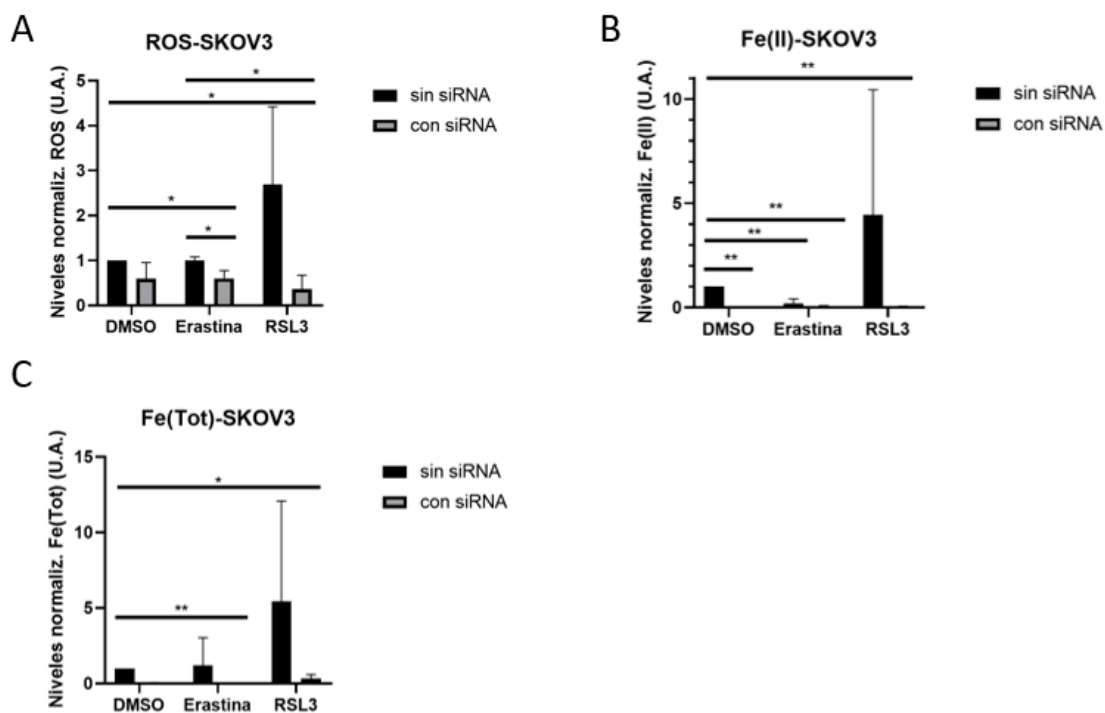 A
ROS-SKOV3
Niveles normaliz. ROS (U.A.)
5
4
3
2
1
0
*
*
*
*
DMSO
Erastina
RSL3
sin siRNA
con siRNA
B
Fe(II)-SKOV3
Niveles normaliz. Fe(II) (U.A.)
10
5
0
**
**
**
**
DMSO
Erastina
RSL3
sin siRNA
con siRNA
C
Fe(Tot)-SKOV3
Niveles normaliz. Fe(Tot) (U.A.)
15
10
5
0
*
**
DMSO
Erastina
RSL3
sin siRNA
con siRNA